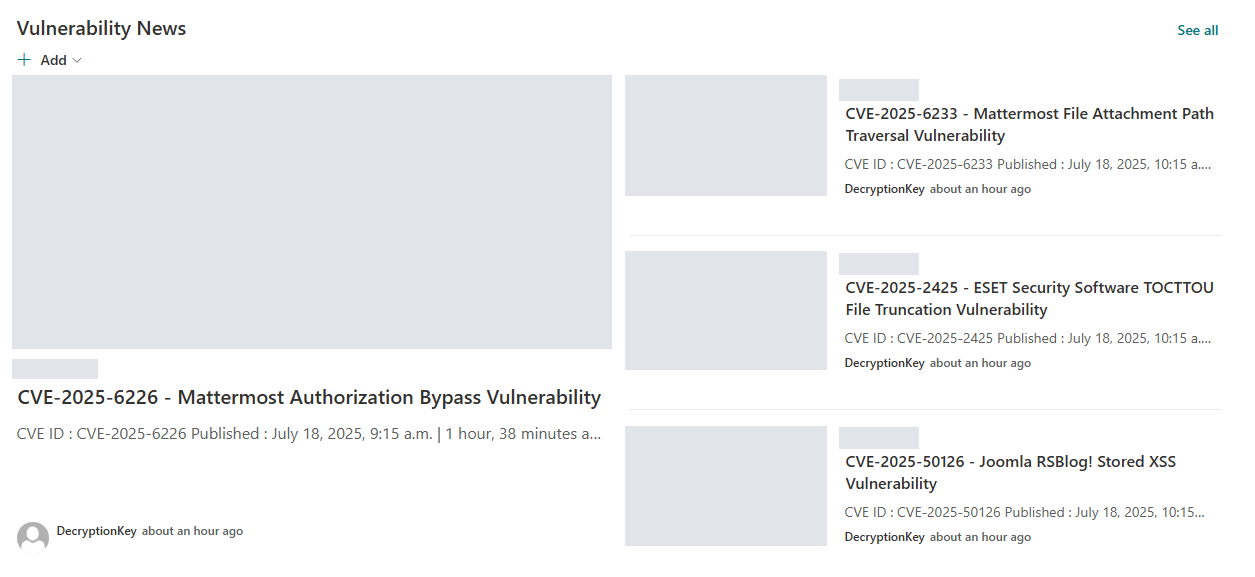 Vulnerability News
See all
Add
CVE-2025-6226 - Mattermost Authorization Bypass Vulnerability
CVE ID : CVE-2025-6226 Published : July 18, 2025, 9:15 a.m. | 1 hour, 38 minutes a...
DecryptionKey about an hour ago
CVE-2025-6233 - Mattermost File Attachment Path
Traversal Vulnerability
CVE ID : CVE-2025-6233 Published : July 18, 2025, 10:15 a....
DecryptionKey about an hour ago
CVE-2025-2425 - ESET Security Software TOCTTOU
File Truncation Vulnerability
CVE ID : CVE-2025-2425 Published : July 18, 2025, 10:15 a....
DecryptionKey about an hour ago
CVE-2025-50126 - Joomla RSBlog! Stored XSS
Vulnerability
CVE ID : CVE-2025-50126 Published : July 18, 2025, 10:15...
DecryptionKey about an hour ago